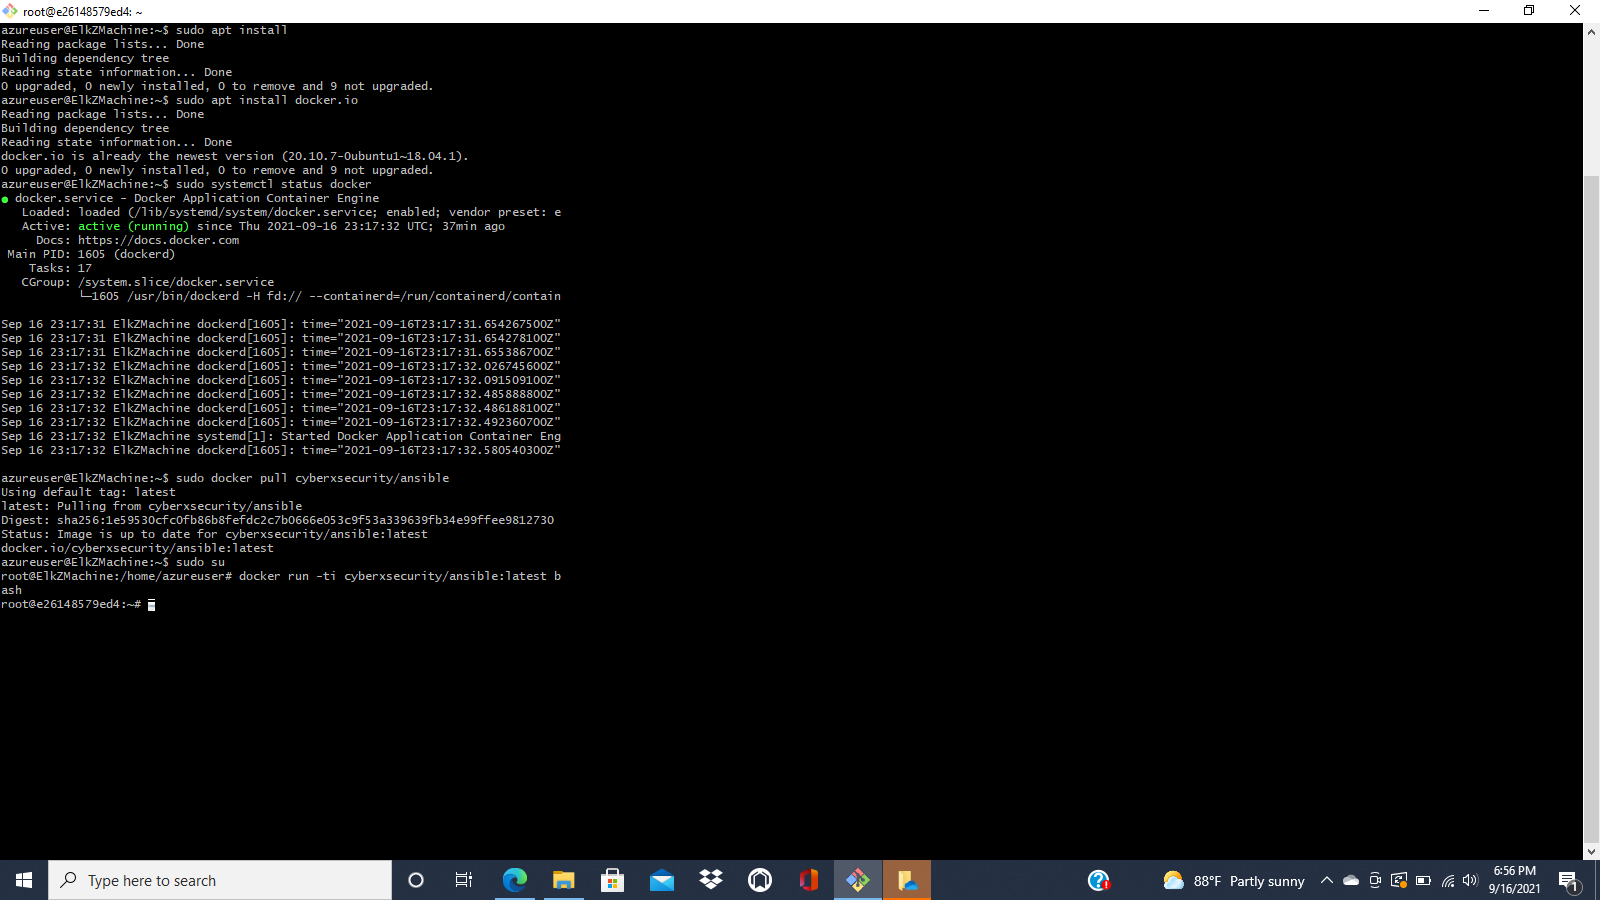 root@e26148579ed4: ~
azureuser@ElkZMachine:~$ sudo apt install
Reading package lists... Done
Building dependency tree
Reading state information... Done
0 upgraded, 0 newly installed, 0 to remove and 9 not upgraded.
azureuser@ElkZMachine:~$ sudo apt install docker.io
Reading package lists... Done
Building dependency tree
Reading state information... Done
docker.io is already the newest version (20.10.7-0ubuntu1~18.04.1).
0 upgraded, 0 newly installed, 0 to remove and 9 not upgraded.
azureuser@ElkZMachine:~$ sudo systemctl status docker
● docker.service - Docker Application Container Engine
Loaded: loaded (/lib/systemd/system/docker.service; enabled; vendor preset: e
Active: active (running) since Thu 2021-09-16 23:17:32 UTC; 37min ago
Docs: https://docs.docker.com
Main PID: 1605 (dockerd)
Tasks: 17
CGroup: /system.slice/docker.service
└─1605 /usr/bin/dockerd -H fd:// --containerd=/run/containerd/contain
Sep 16 23:17:31 ElkZMachine dockerd[1605]: time="2021-09-16T23:17:31.654267500Z"
Sep 16 23:17:31 ElkZMachine dockerd[1605]: time="2021-09-16T23:17:31.654278100Z"
Sep 16 23:17:31 ElkZMachine dockerd[1605]: time="2021-09-16T23:17:31.655386700Z"
Sep 16 23:17:32 ElkZMachine dockerd[1605]: time="2021-09-16T23:17:32.026745600Z"
Sep 16 23:17:32 ElkZMachine dockerd[1605]: time="2021-09-16T23:17:32.091509100Z"
Sep 16 23:17:32 ElkZMachine dockerd[1605]: time="2021-09-16T23:17:32.485888800Z"
Sep 16 23:17:32 ElkZMachine dockerd[1605]: time="2021-09-16T23:17:32.486188100Z"
Sep 16 23:17:32 ElkZMachine dockerd[1605]: time="2021-09-16T23:17:32.492360700Z"
Sep 16 23:17:32 ElkZMachine systemd[1]: Started Docker Application Container Eng
Sep 16 23:17:32 ElkZMachine dockerd[1605]: time="2021-09-16T23:17:32.580540300Z"
azureuser@ElkZMachine:~$ sudo docker pull cyberxsecurity/ansible
Using default tag: latest
latest: Pulling from cyberxsecurity/ansible
Digest: sha256:1e59530cfc0fb86b8fefdc2c7b0666e053c9f53a339639fb34e99ffee9812730
Status: Image is up to date for cyberxsecurity/ansible:latest
docker.io/cyberxsecurity/ansible:latest
azureuser@ElkZMachine:~$ sudo su
root@ElkZMachine:/home/azureuser# docker run -ti cyberxsecurity/ansible:latest b
ash
root@e26148579ed4:~#
Type here to search
88°F Partly sunny
6:56 PM
9/16/2021
1